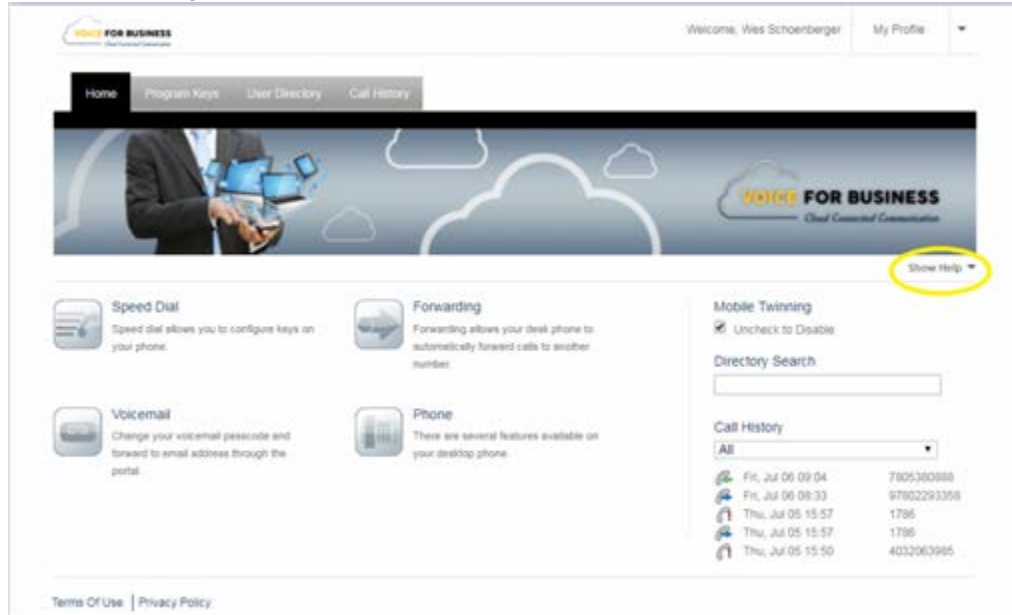 VOICE FOR BUSINESS
Cloud Connected Communication
Welcome, Wes Schoenberger
My Profile
Home
Program Keys
User Directory
Call History
VOICE FOR BUSINESS
Cloud Connected Communication
Show Help
Speed Dial
Speed dial allows you to configure keys on
your phone.
Forwarding
Forwarding allows your desk phone to
automatically forward calls to another
number.
Voicemail
Change your voicemail passcode and
forward to email address through the
portal.
Phone
There are several features available on
your desktop phone.
Mobile Twinning
Uncheck to Disable
Directory Search
Call History
All
Fri, Jul 06 09:04 7805380888
Fri, Jul 06 08:33 97802293358
Thu, Jul 05 15:57 1786
Thu, Jul 05 15:57 1786
Thu, Jul 05 15:50 4032063985
Terms Of Use | Privacy Policy